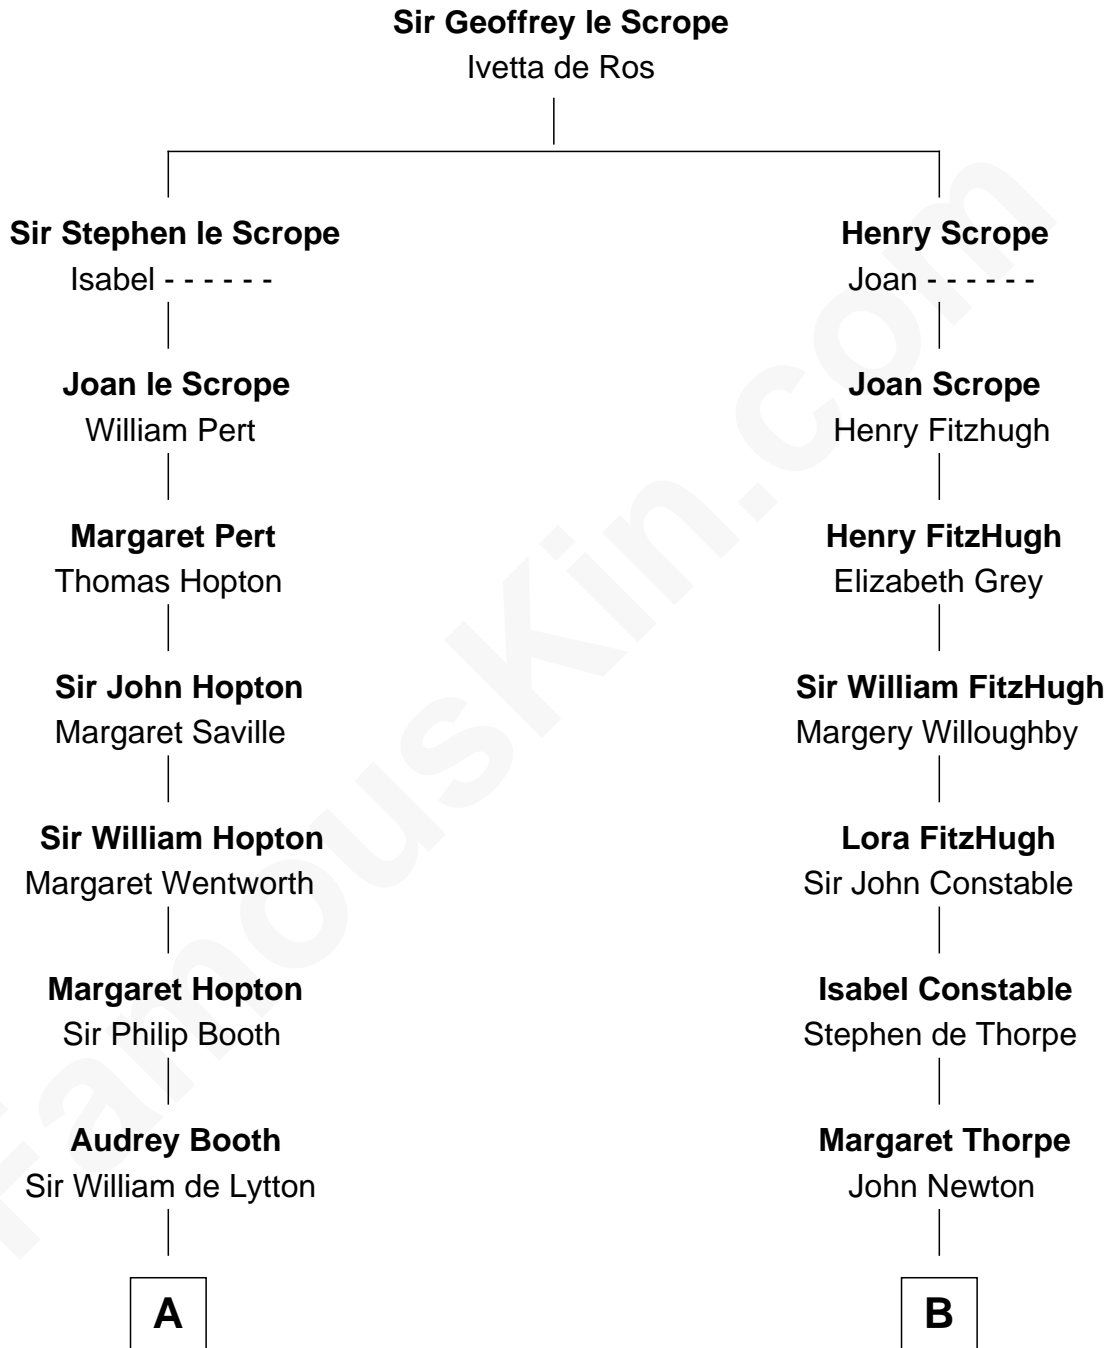 Sir Geoffrey le Scrope
Ivetta de Ros
Sir Stephen le Scrope
Isabel - - - - - -
Henry Scrope
Joan - - - - - -
Joan le Scrope
William Pert
Joan Scrope
Henry Fitzhugh
Margaret Pert
Thomas Hopton
Henry FitzHugh
Elizabeth Grey
Sir John Hopton
Margaret Saville
Sir William FitzHugh
Margery Willoughby
Sir William Hopton
Margaret Wentworth
Lora FitzHugh
Sir John Constable
Margaret Hopton
Sir Philip Booth
Isabel Constable
Stephen de Thorpe
Audrey Booth
Sir William de Lytton
Margaret Thorpe
John Newton
A
B
FamousKin.com